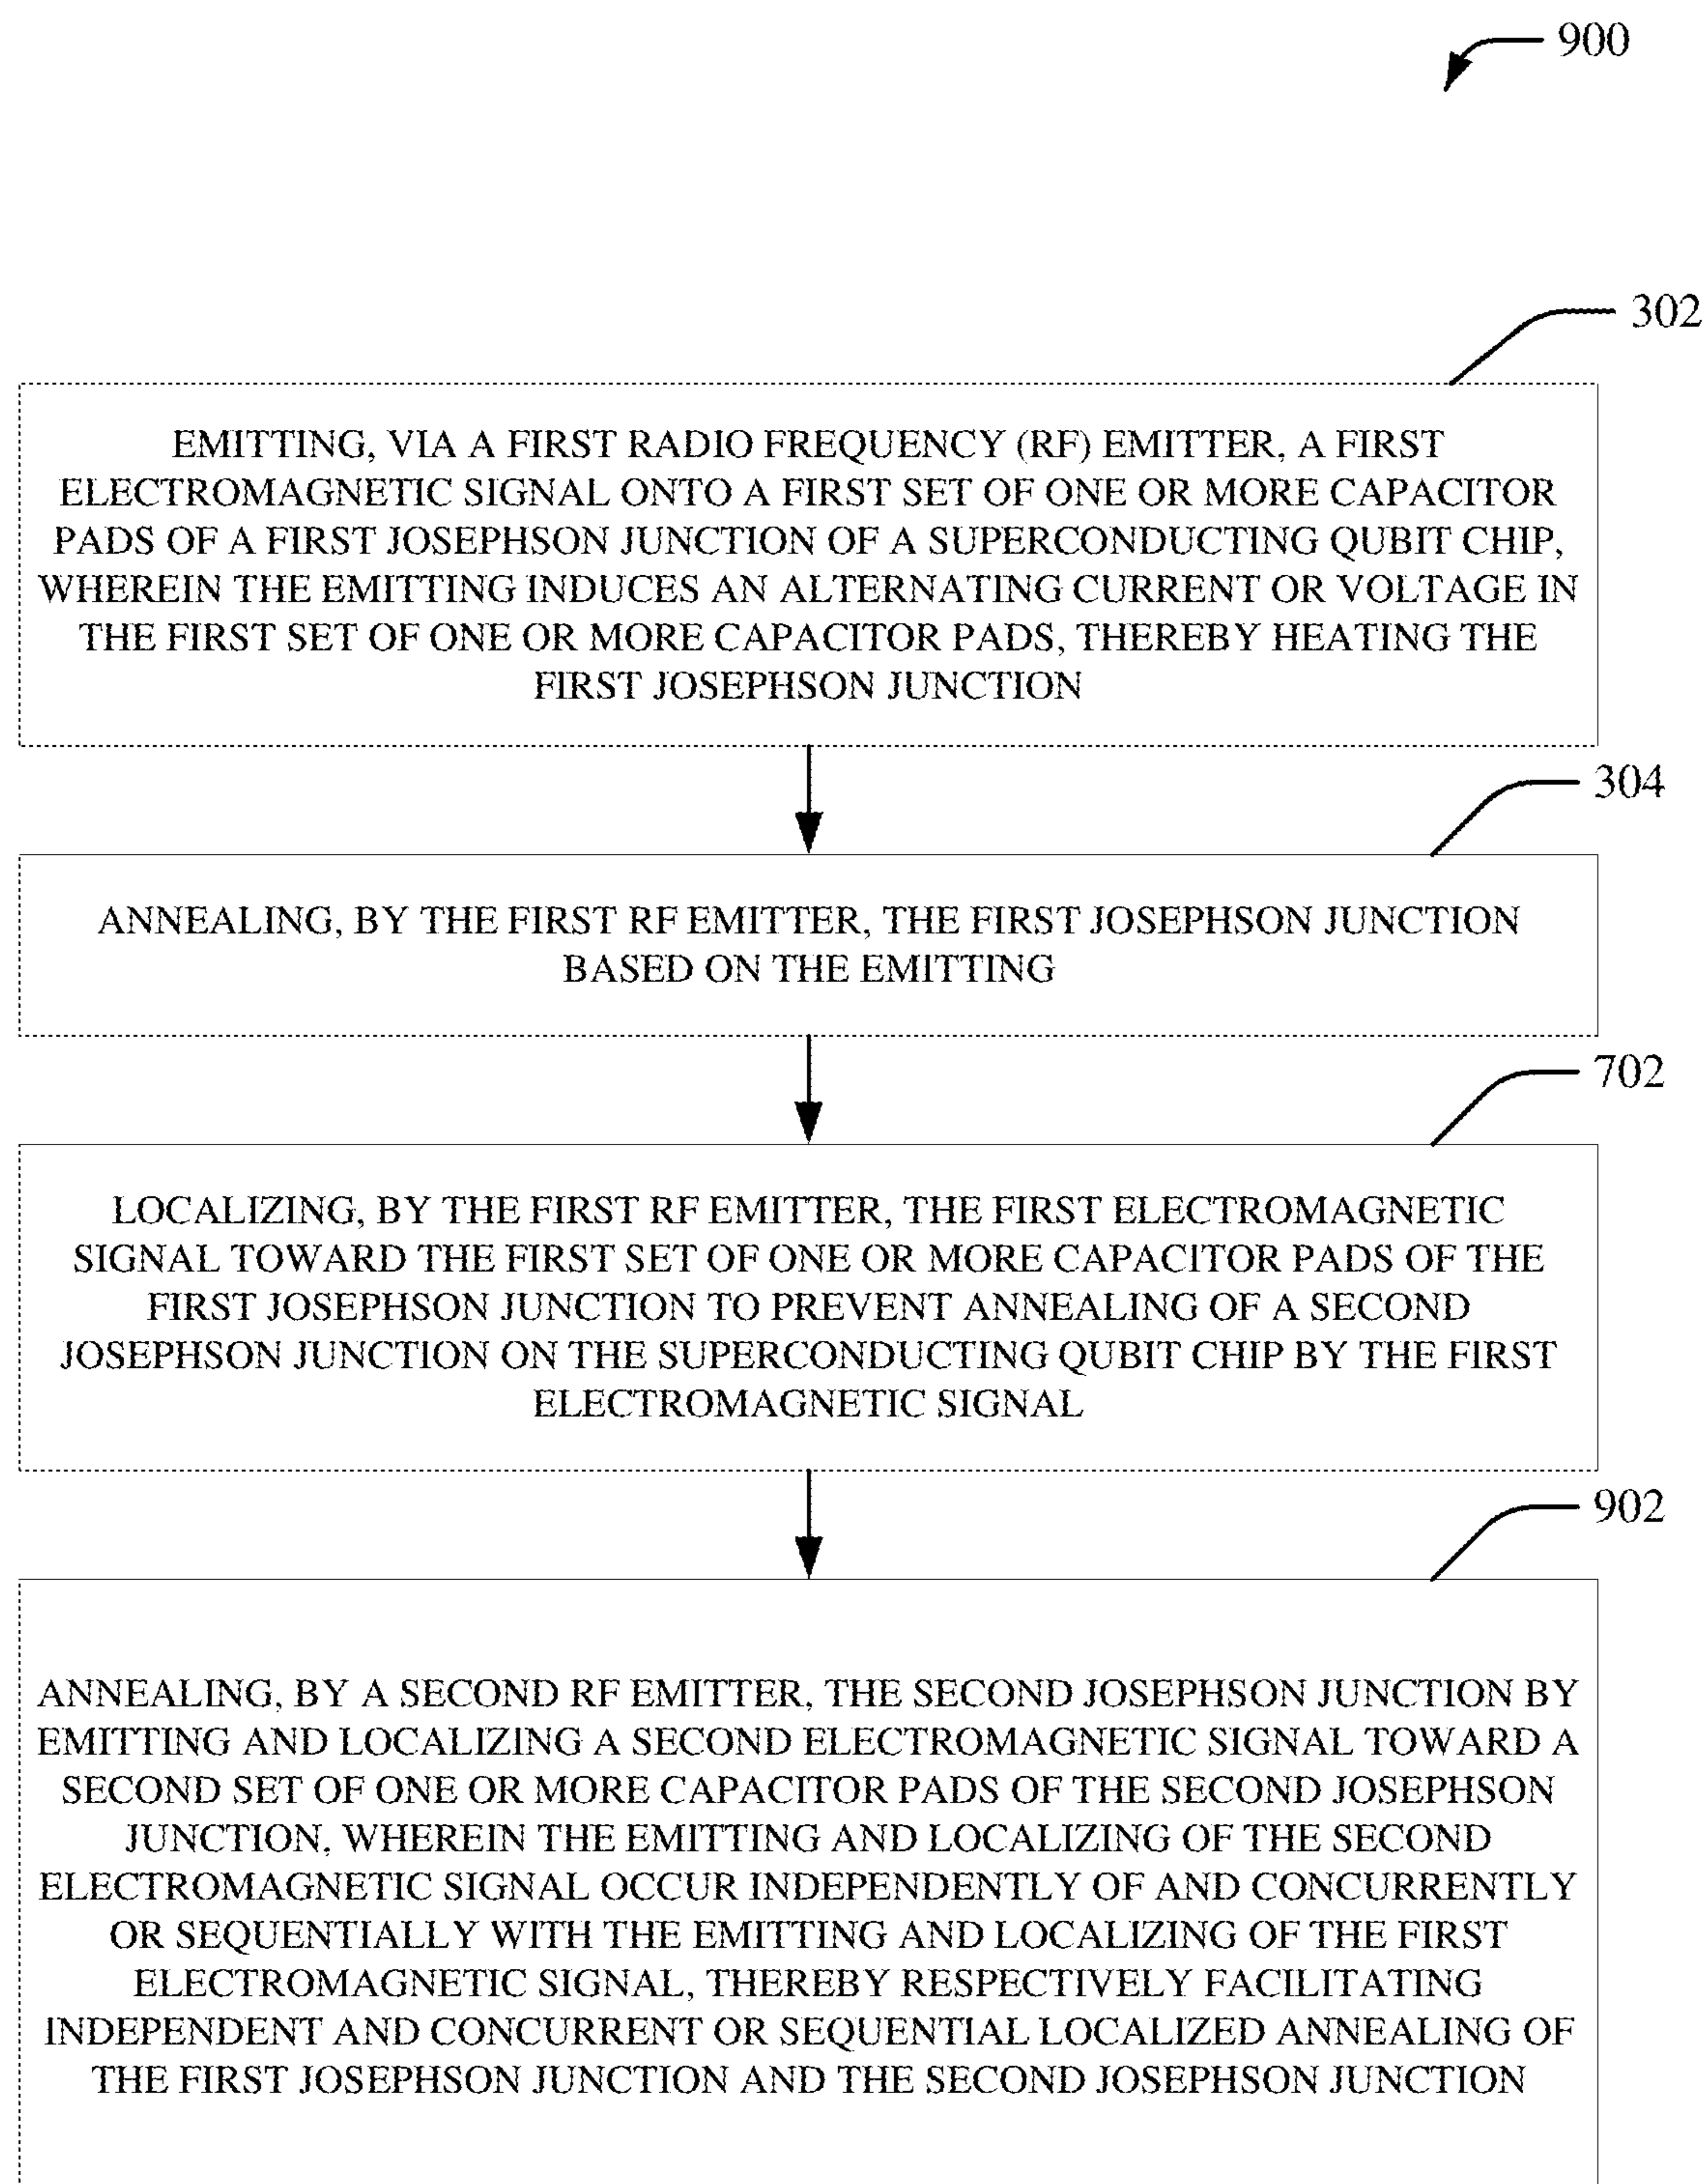 900
302
EMITTING, VIA A FIRST RADIO FREQUENCY (RF) EMITTER, A FIRST
ELECTROMAGNETIC SIGNAL ONTO A FIRST SET OF ONE OR MORE CAPACITOR
PADS OF A FIRST JOSEPHSON JUNCTION OF A SUPERCONDUCTING QUBIT CHIP,
WHEREIN THE EMITTING INDUCES AN ALTERNATING CURRENT OR VOLTAGE IN
THE FIRST SET OF ONE OR MORE CAPACITOR PADS, THEREBY HEATING THE
FIRST JOSEPHSON JUNCTION
304
ANNEALING, BY THE FIRST RF EMITTER, THE FIRST JOSEPHSON JUNCTION
BASED ON THE EMITTING
702
LOCALIZING, BY THE FIRST RF EMITTER, THE FIRST ELECTROMAGNETIC
SIGNAL TOWARD THE FIRST SET OF ONE OR MORE CAPACITOR PADS OF THE
FIRST JOSEPHSON JUNCTION TO PREVENT ANNEALING OF A SECOND
JOSEPHSON JUNCTION ON THE SUPERCONDUCTING QUBIT CHIP BY THE FIRST
ELECTROMAGNETIC SIGNAL
902
ANNEALING, BY A SECOND RF EMITTER, THE SECOND JOSEPHSON JUNCTION BY
EMITTING AND LOCALIZING A SECOND ELECTROMAGNETIC SIGNAL TOWARD A
SECOND SET OF ONE OR MORE CAPACITOR PADS OF THE SECOND JOSEPHSON
JUNCTION, WHEREIN THE EMITTING AND LOCALIZING OF THE SECOND
ELECTROMAGNETIC SIGNAL OCCUR INDEPENDENTLY OF AND CONCURRENTLY
OR SEQUENTIALLY WITH THE EMITTING AND LOCALIZING OF THE FIRST
ELECTROMAGNETIC SIGNAL, THEREBY RESPECTIVELY FACILITATING
INDEPENDENT AND CONCURRENT OR SEQUENTIAL LOCALIZED ANNEALING OF
THE FIRST JOSEPHSON JUNCTION AND THE SECOND JOSEPHSON JUNCTION